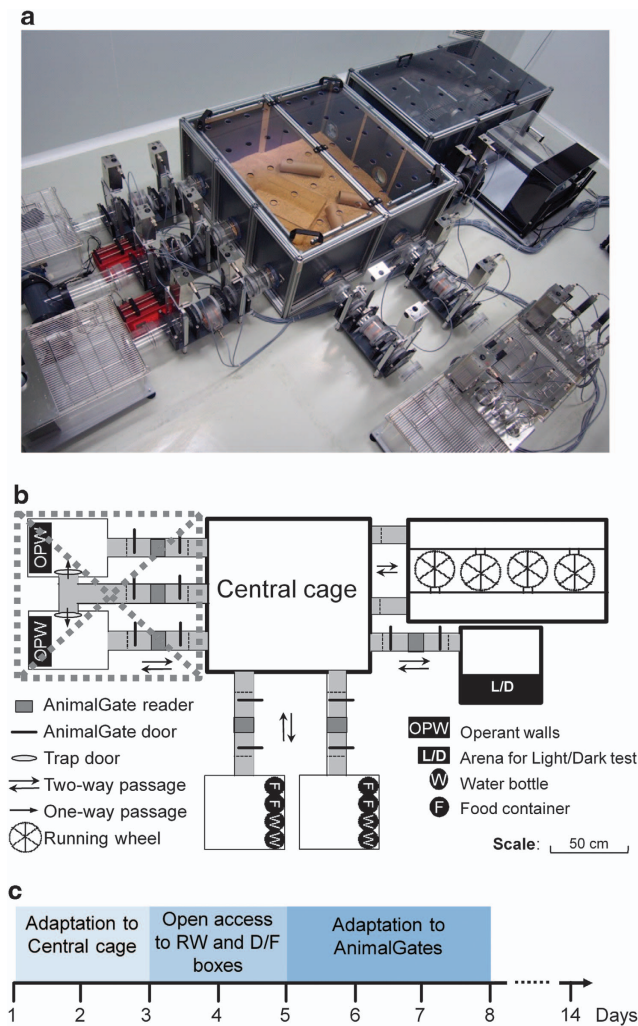 a
b
OPW
OPW
Central cage
L/D
F F
F F
W W
W W
AnimalGate reader
AnimalGate door
Trap door
Two-way passage
One-way passage
Running wheel
OPW Operant walls
L/D Arena for Light/Dark test
W Water bottle
F Food container
Scale: 50 cm
c
Adaptation to
Central cage
Open access
to RW and D/F
boxes
Adaptation to
AnimalGates
1 2 3 4 5 6 7 8 14 Days